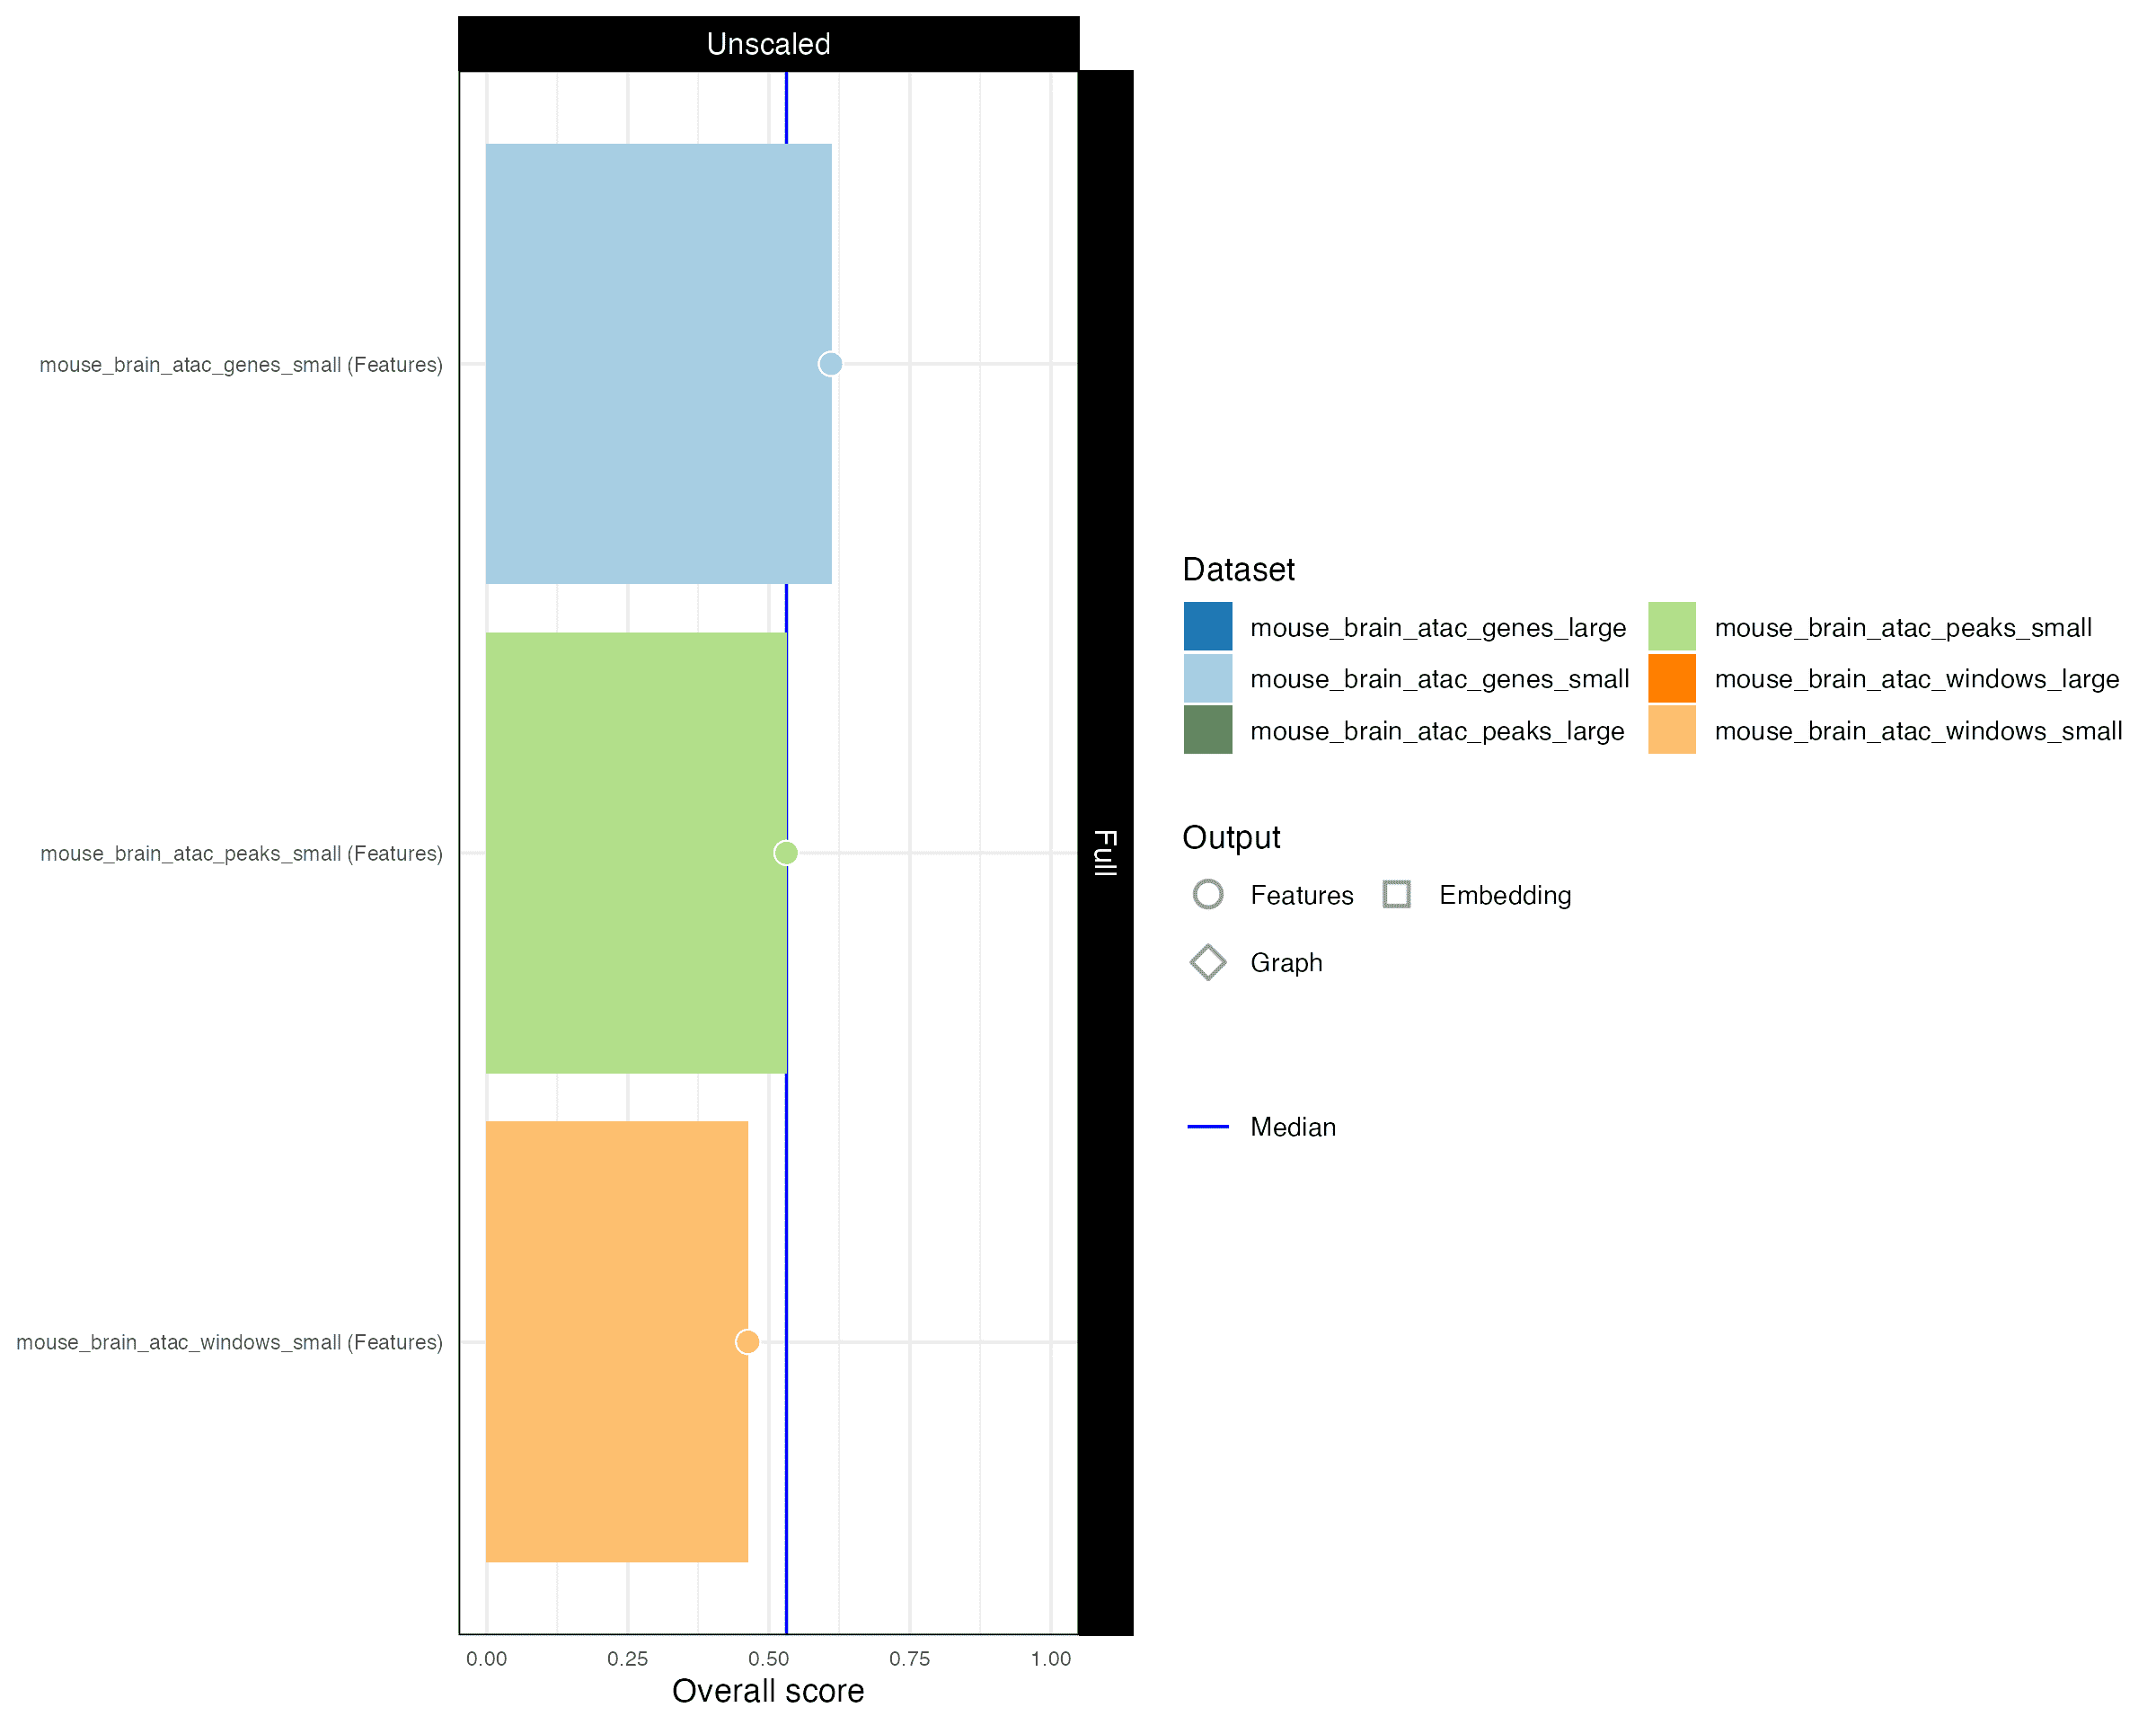 Unscaled
mouse_brain_atac_genes_small (Features)
mouse_brain_atac_peaks_small (Features)
mouse_brain_atac_windows_small (Features)
0.00 0.25 0.50 0.75 1.00
Overall score
Full
Dataset
mouse_brain_atac_genes_large mouse_brain_atac_peaks_small
mouse_brain_atac_genes_small mouse_brain_atac_windows_large
mouse_brain_atac_peaks_large mouse_brain_atac_windows_small
Output
Features Embedding
Graph
Median